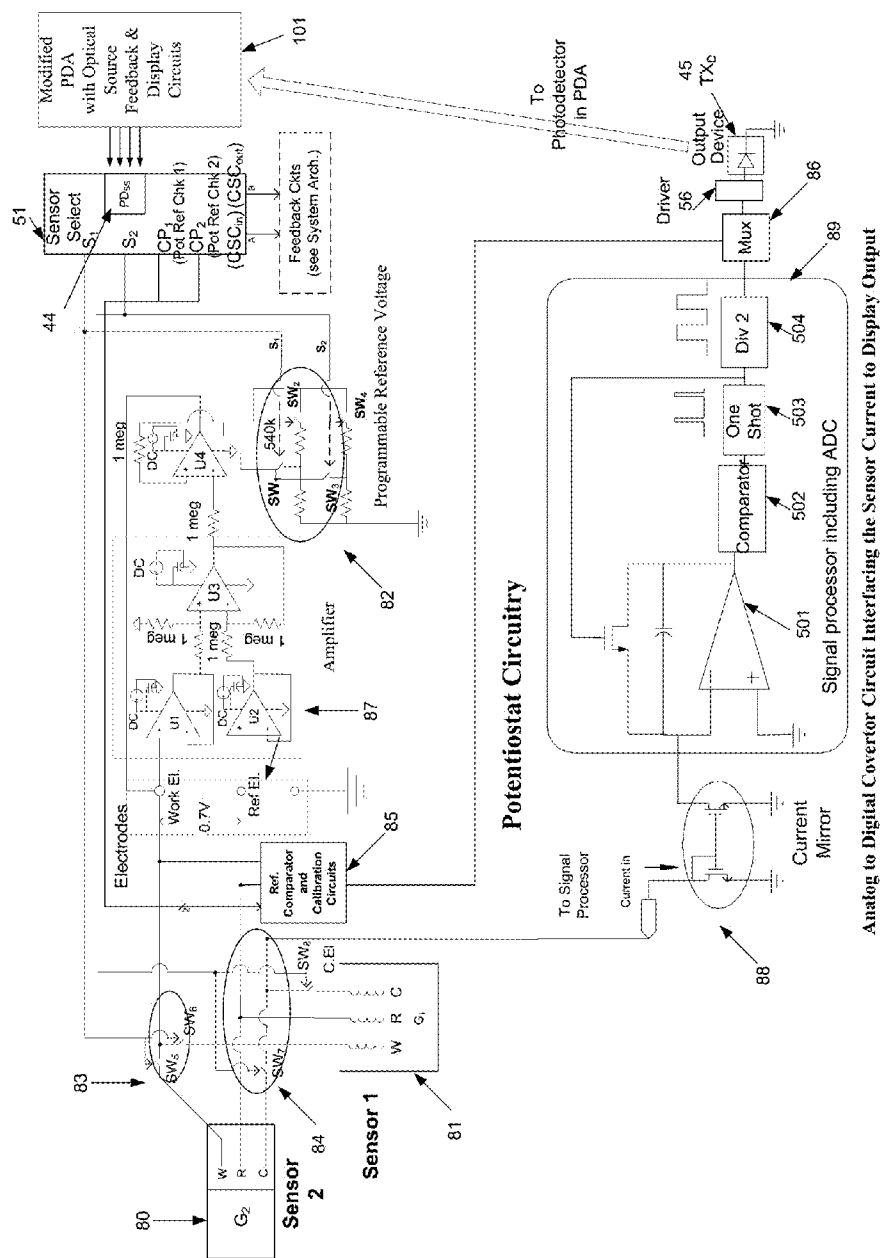 Modified
PDA
with Optical
Source
Feedback &
Display
Circuits
101
51
Sensor
Select
PDSS
S1
S2
CP1
(Pot Ref Chk 1)
CP2
(Pot Ref Chk 2)
(CSCin)(CSCout)
A
B
44
Feedback Ckts
(see System Arch.)
To
Photodetector
in PDA
45
TXD
Output
Device
Driver
56
Mux
86
89
1 meg
DC
U4
1 meg
S1
S2
540k
SW1
SW2
SW3
SW4
Programmable Reference Voltage
82
DC
U3
1 meg
1 meg
1 meg
Amplifier
DC
U1
DC
U2
87
Electrodes
Work El.
0.7V
Ref El.
Ref.
Comparator
and
Calibration
Circuits
85
Potentiostat Circuitry
Div 2
504
One
Shot
503
Comparator
502
501
Signal processor including ADC
To Signal
Processor
Current in
Current
Mirror
88
83
SW5
SW6
SW7
SW8
C.El
84
W
R
C
G1
Sensor 1
81
80
G2
W
R
C
Sensor
2
Analog to Digital Covertor Circuit Interfacing the Sensor Current to Display Output